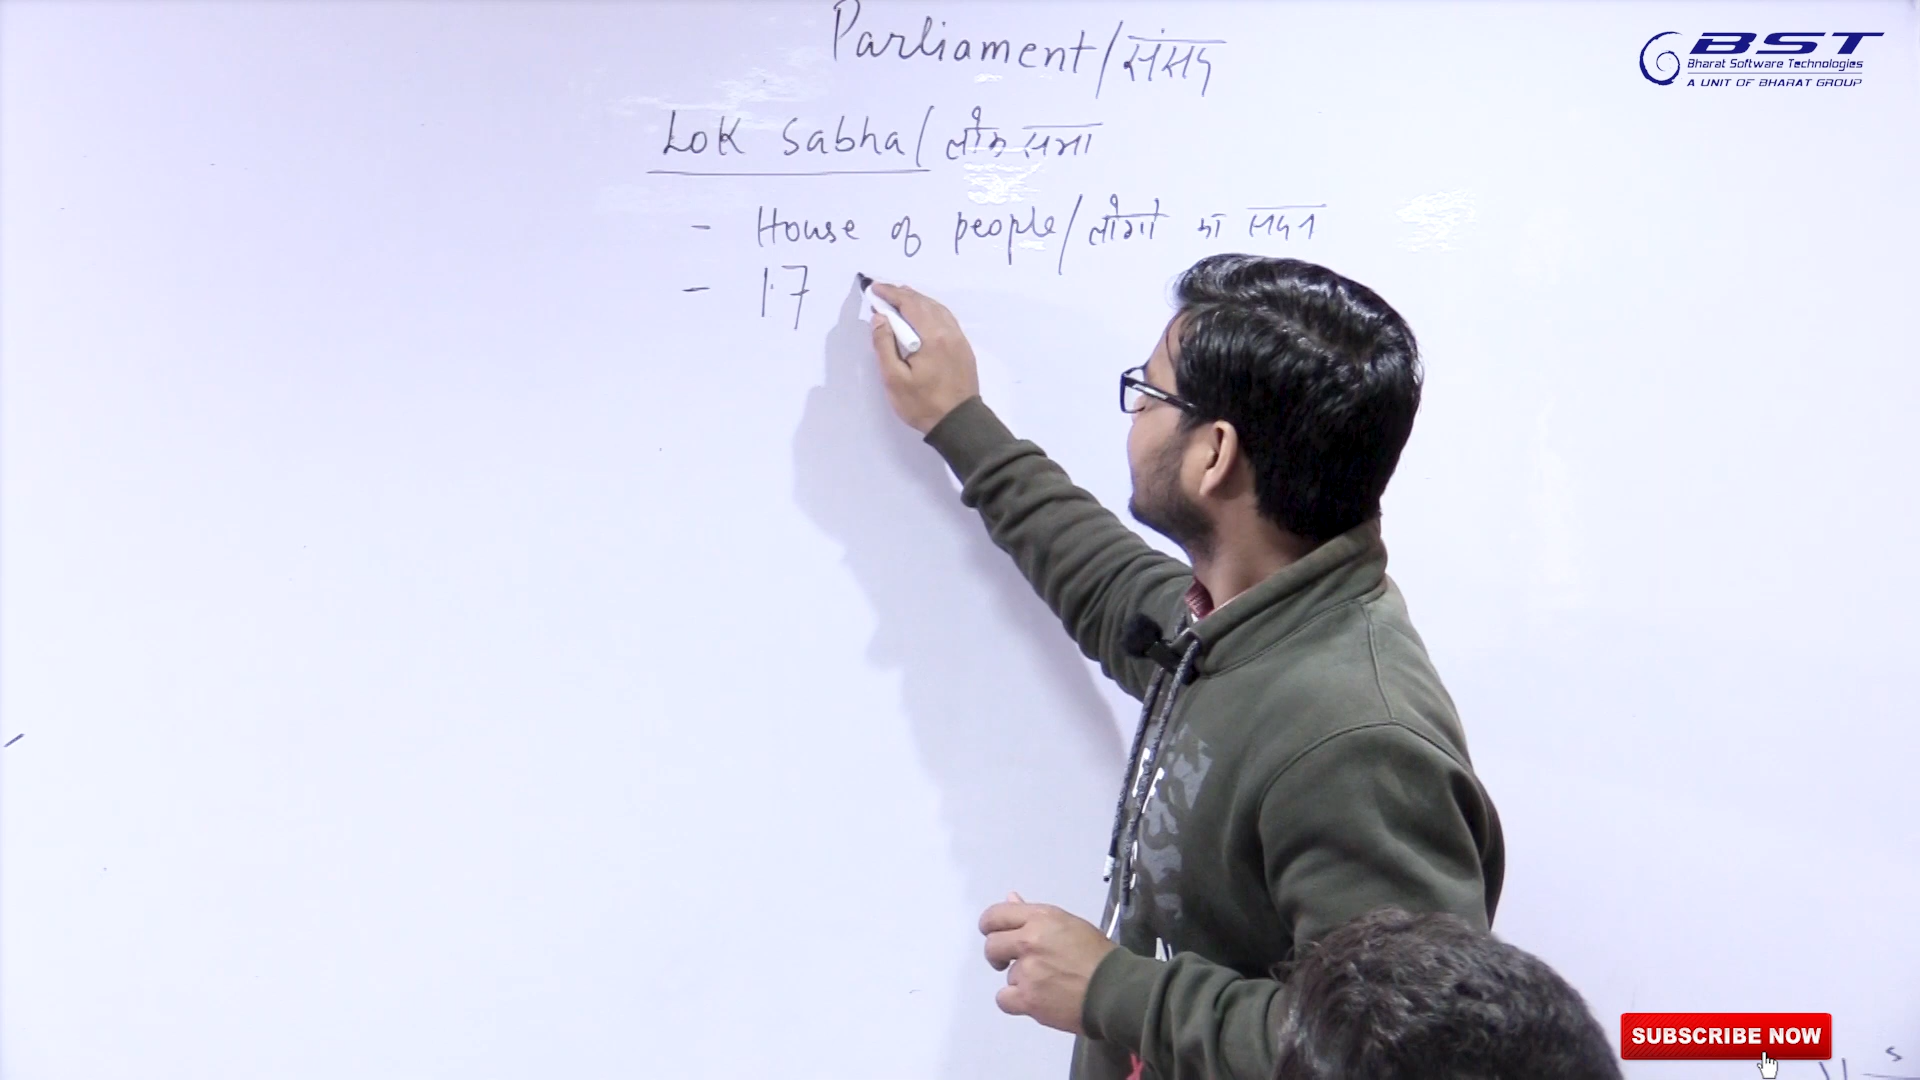 Parliament/संसद
Lok Sabha/लोक सभा
- House of people/लोगो का सदन
- 17
BST
Bharat Software Technologies
A UNIT OF BHARAT GROUP
SUBSCRIBE NOW